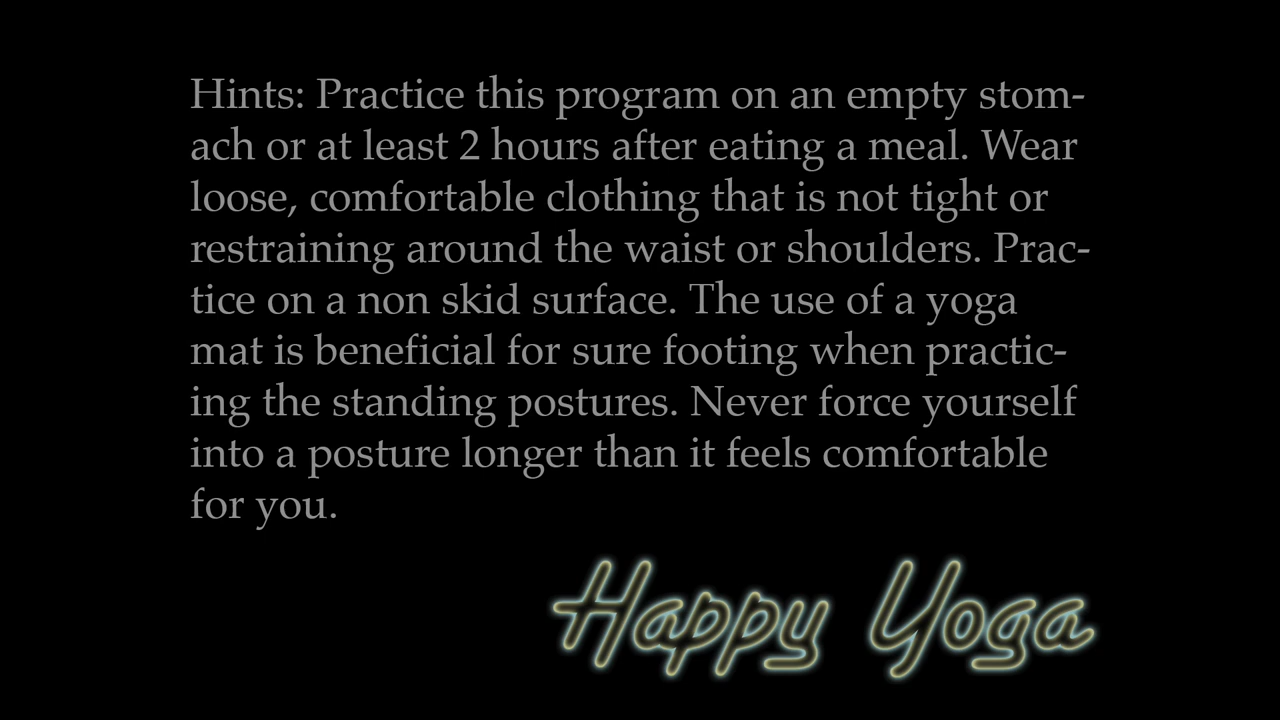 Hints: Practice this program on an empty stom-
ach or at least 2 hours after eating a meal. Wear
loose, comfortable clothing that is not tight or
restraining around the waist or shoulders. Prac-
tice on a non skid surface. The use of a yoga
mat is beneficial for sure footing when practic-
ing the standing postures. Never force yourself
into a posture longer than it feels comfortable
for you.
Happy Yoga